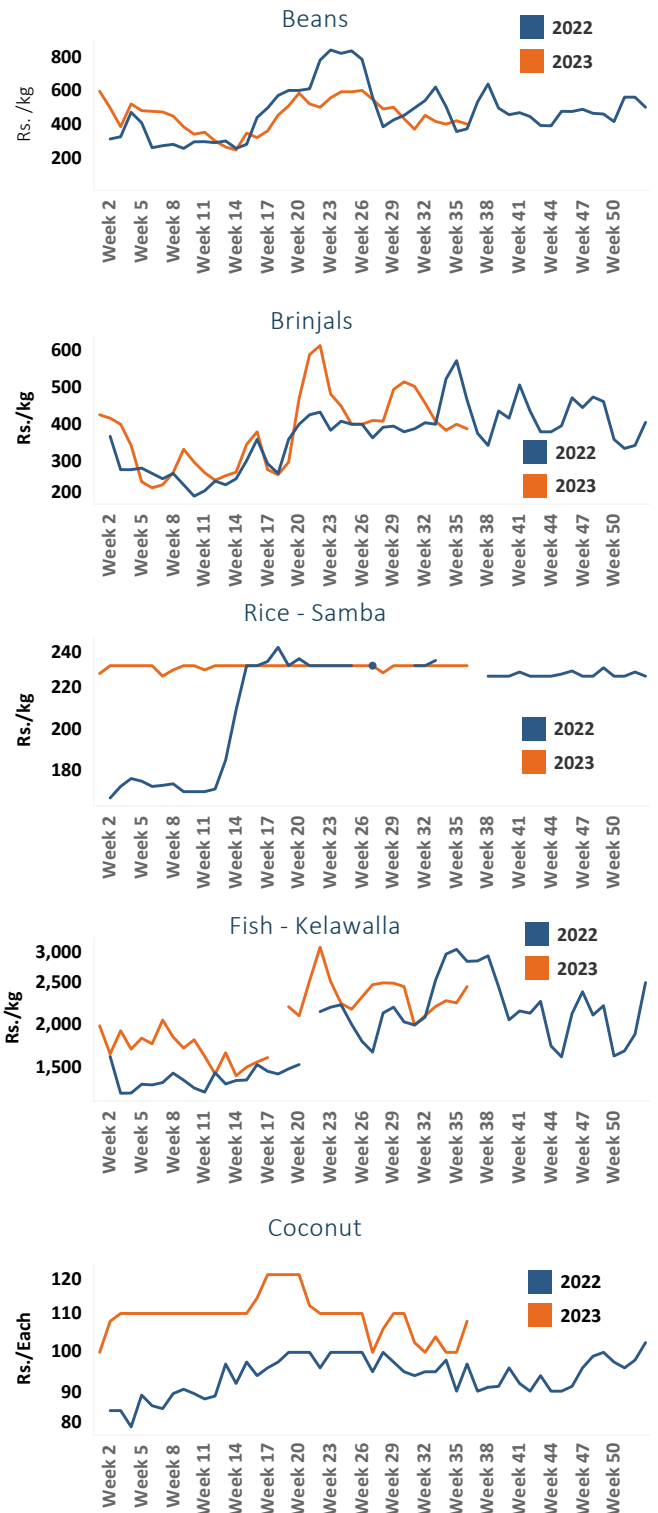 Beans
2022
2023
Rs. /kg
800
600
400
200
Week 2
Week 5
Week 8
Week 11
Week 14
Week 17
Week 20
Week 23
Week 26
Week 29
Week 32
Week 35
Week 38
Week 41
Week 44
Week 47
Week 50
Brinjals
Rs./kg
600
500
400
300
200
2022
2023
Week 2
Week 5
Week 8
Week 11
Week 14
Week 17
Week 20
Week 23
Week 26
Week 29
Week 32
Week 35
Week 38
Week 41
Week 44
Week 47
Week 50
Rice - Samba
Rs./kg
240
220
200
180
2022
2023
Week 2
Week 5
Week 8
Week 11
Week 14
Week 17
Week 20
Week 23
Week 26
Week 29
Week 32
Week 35
Week 38
Week 41
Week 44
Week 47
Week 50
Fish - Kelawalla
2022
2023
Rs./kg
3,000
2,500
2,000
1,500
Week 2
Week 5
Week 8
Week 11
Week 14
Week 17
Week 20
Week 23
Week 26
Week 29
Week 32
Week 35
Week 38
Week 41
Week 44
Week 47
Week 50
Coconut
2022
2023
Rs./Each
120
110
100
90
80
Week 2
Week 5
Week 8
Week 11
Week 14
Week 17
Week 20
Week 23
Week 26
Week 29
Week 32
Week 35
Week 38
Week 41
Week 44
Week 47
Week 50